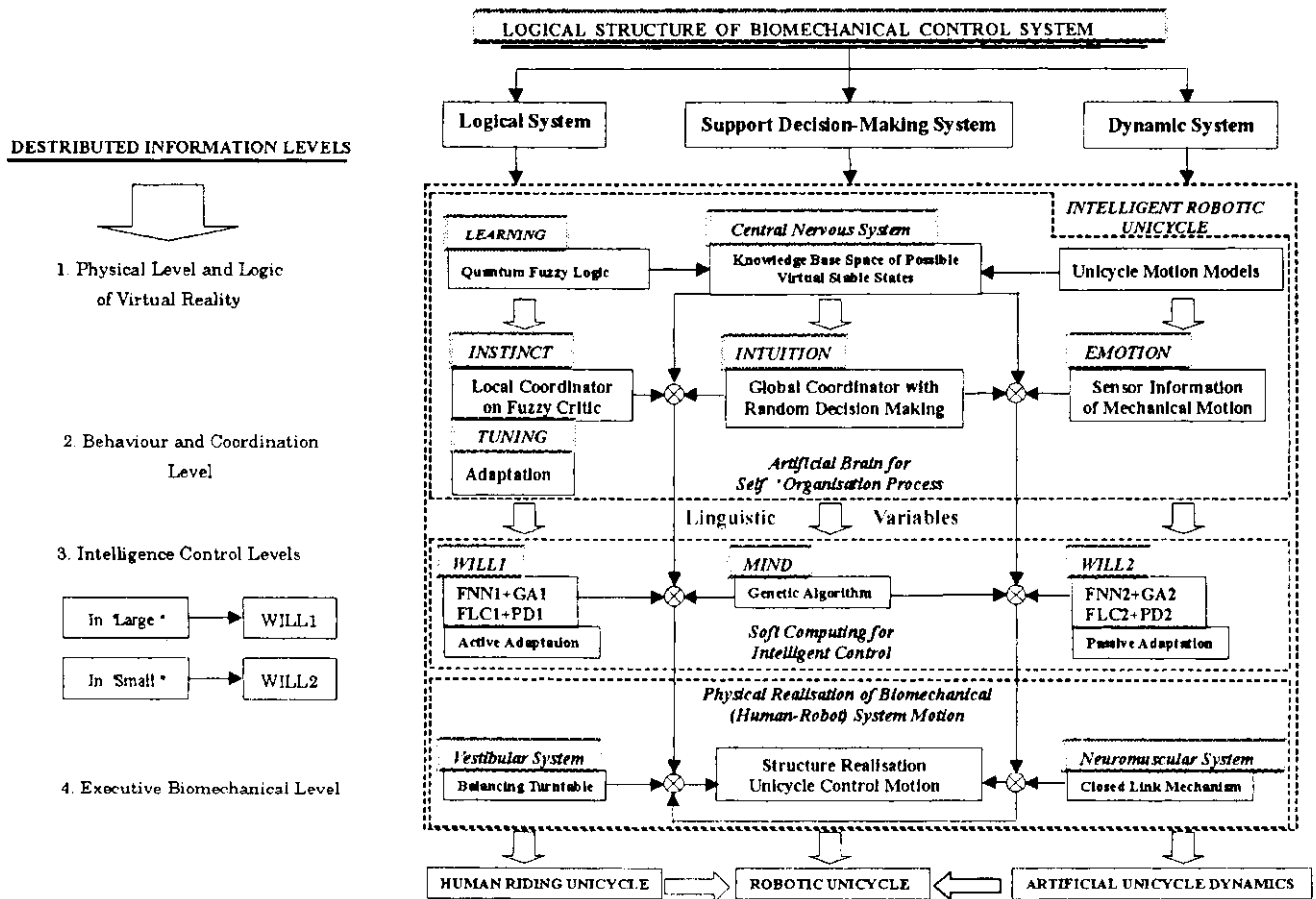 LOGICAL STRUCTURE OF BIOMECHANICAL CONTROL SYSTEM
Logical System
Support Decision-Making System
Dynamic System
DESTRIBUTED INFORMATION LEVELS
1. Physical Level and Logic
of Virtual Reality
2. Behaviour and Coordination
Level
3. Intelligence Control Levels
In "Large"
WILL1
In "Small"
WILL2
4. Executive Biomechanical Level
INTELLIGENT ROBOTIC
UNICYCLE
LEARNING
Quantum Fuzzy Logic
Central Nervous System
Knowledge Base Space of Possible
Virtual Stable States
Unicycle Motion Models
INSTINCT
Local Coordinator
on Fuzzy Critic
INTUITION
Global Coordinator with
Random Decision Making
EMOTION
Sensor Information
of Mechanical Motion
TUNING
Adaptation
Artificial Brain for
Self-Organisation Process
Linguistic Variables
WILL1
FNN1+GA1
FLC1+PD1
Active Adaptation
MIND
Genetic Algorithm
Soft Computing for
Intelligent Control
WILL2
FNN2+GA2
FLC2+PD2
Passive Adaptation
Physical Realisation of Biomechanical
(Human-Robot) System Motion
Vestibular System
Balancing Turntable
Structure Realisation
Unicycle Control Motion
Neuromuscular System
Closed Link Mechanism
HUMAN RIDING UNICYCLE
ROBOTIC UNICYCLE
ARTIFICIAL UNICYCLE DYNAMICS